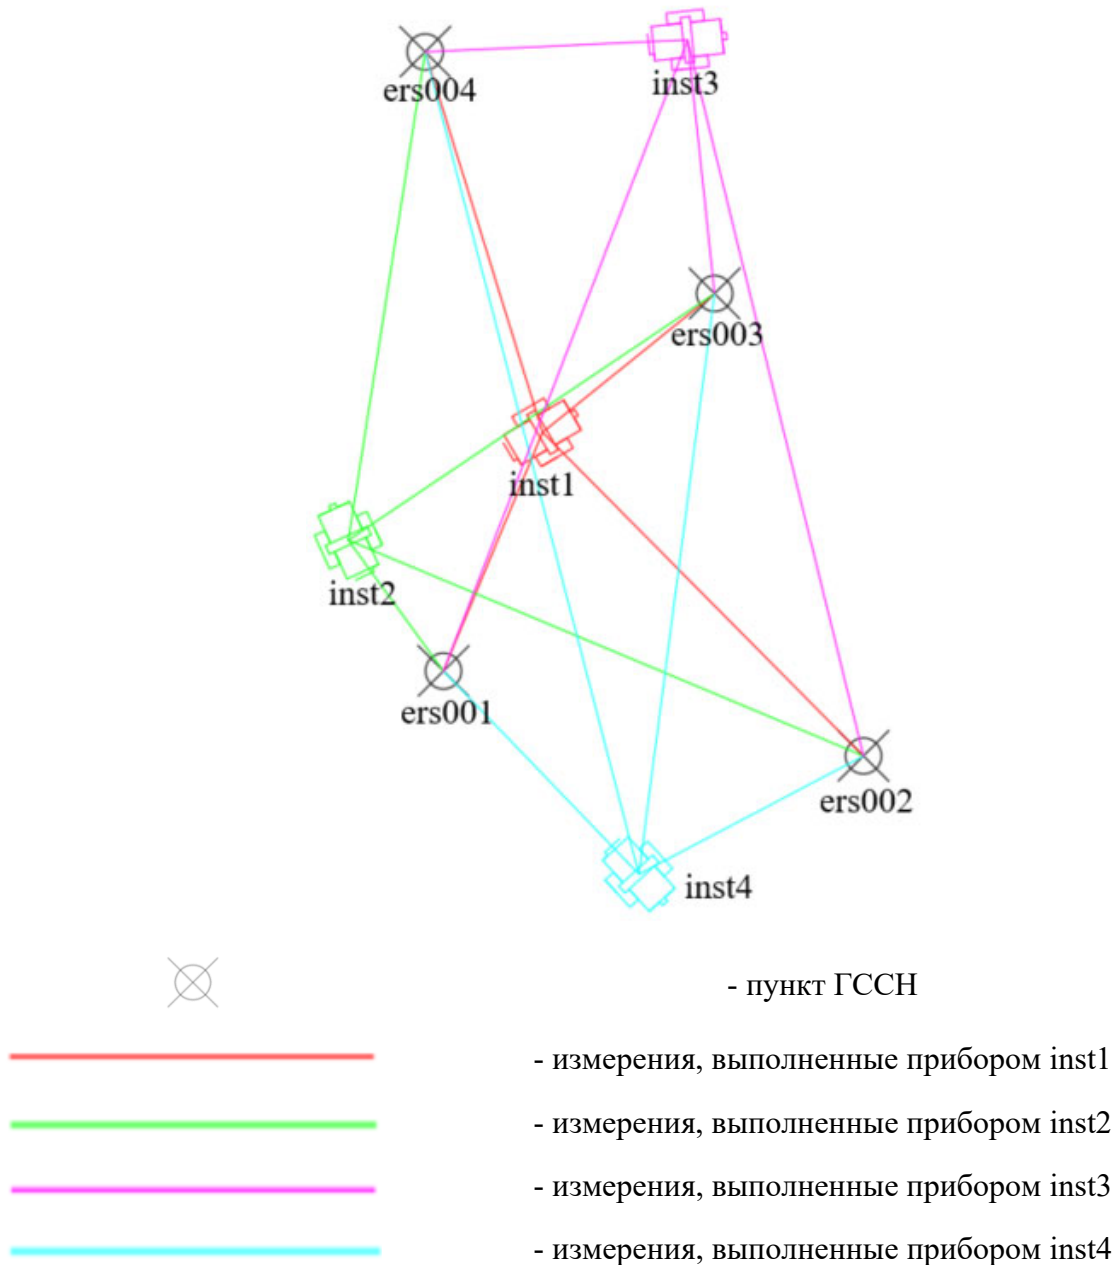 inst3
ers004
ers003
inst1
inst2
ers001
ers002
inst4
- пункт ГССН
- измерения, выполненные прибором inst1
- измерения, выполненные прибором inst2
- измерения, выполненные прибором inst3
- измерения, выполненные прибором inst4